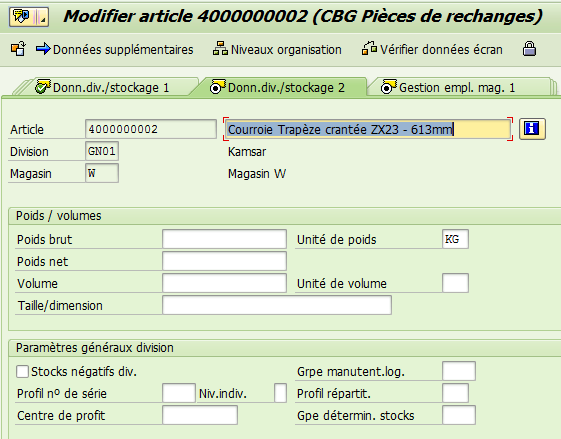 Modifier article 4000000002 (CBG Pièces de rechanges)
Données supplémentaires Niveaux organisation Vérifier données écran
Donn.div./stockage 1 Donn.div./stockage 2 Gestion empl. mag. 1
Article 4000000002 Courroie Trapèze crantée ZX23 - 613mm
Division GN01 Kamsar
Magasin W Magasin W
Poids / volumes
Poids brut Unité de poids KG
Poids net
Volume Unité de volume
Taille/dimension
Paramètres généraux division
Stocks négatifs div. Grpe manutent.log.
Profil nº de série Niv.indiv. Profil répartit.
Centre de profit Gpe détermin. stocks